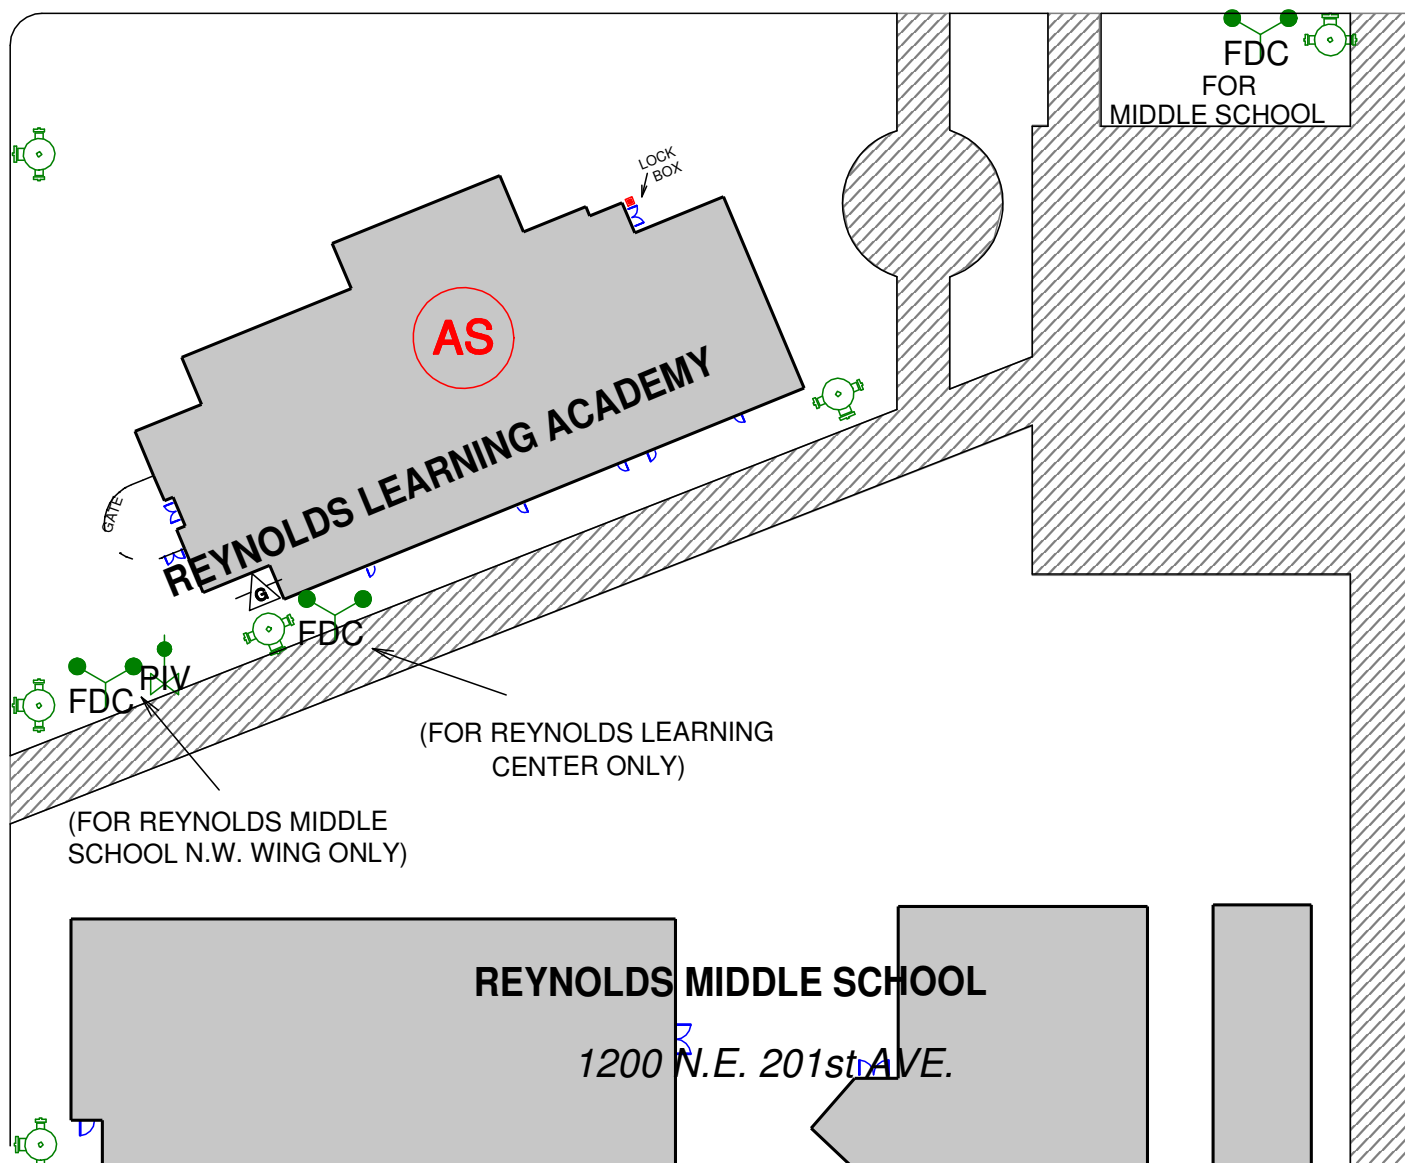 FDC
FOR
MIDDLE SCHOOL
LOCK
BOX
AS
REYNOLDS LEARNING ACADEMY
GATE
G
FDC
PIV
FDC
(FOR REYNOLDS LEARNING
CENTER ONLY)
(FOR REYNOLDS MIDDLE
SCHOOL N.W. WING ONLY)
REYNOLDS MIDDLE SCHOOL
1200 N.E. 201st AVE.